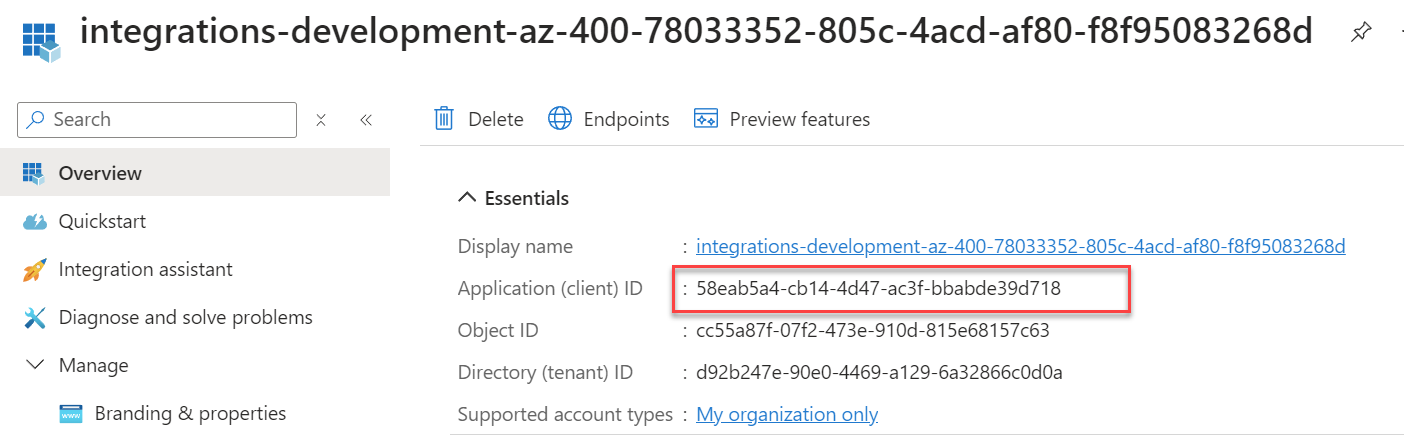 integrations-development-az-400-78033352-805c-4acd-af80-f8f95083268d
Search
Delete Endpoints Preview features
Overview
Quickstart
Integration assistant
Diagnose and solve problems
Manage
Branding & properties
Essentials
Display name : integrations-development-az-400-78033352-805c-4acd-af80-f8f95083268d
Application (client) ID : 58eab5a4-cb14-4d47-ac3f-bbabde39d718
Object ID : cc55a87f-07f2-473e-910d-815e68157c63
Directory (tenant) ID : d92b247e-90e0-4469-a129-6a32866c0d0a
Supported account types : My organization only